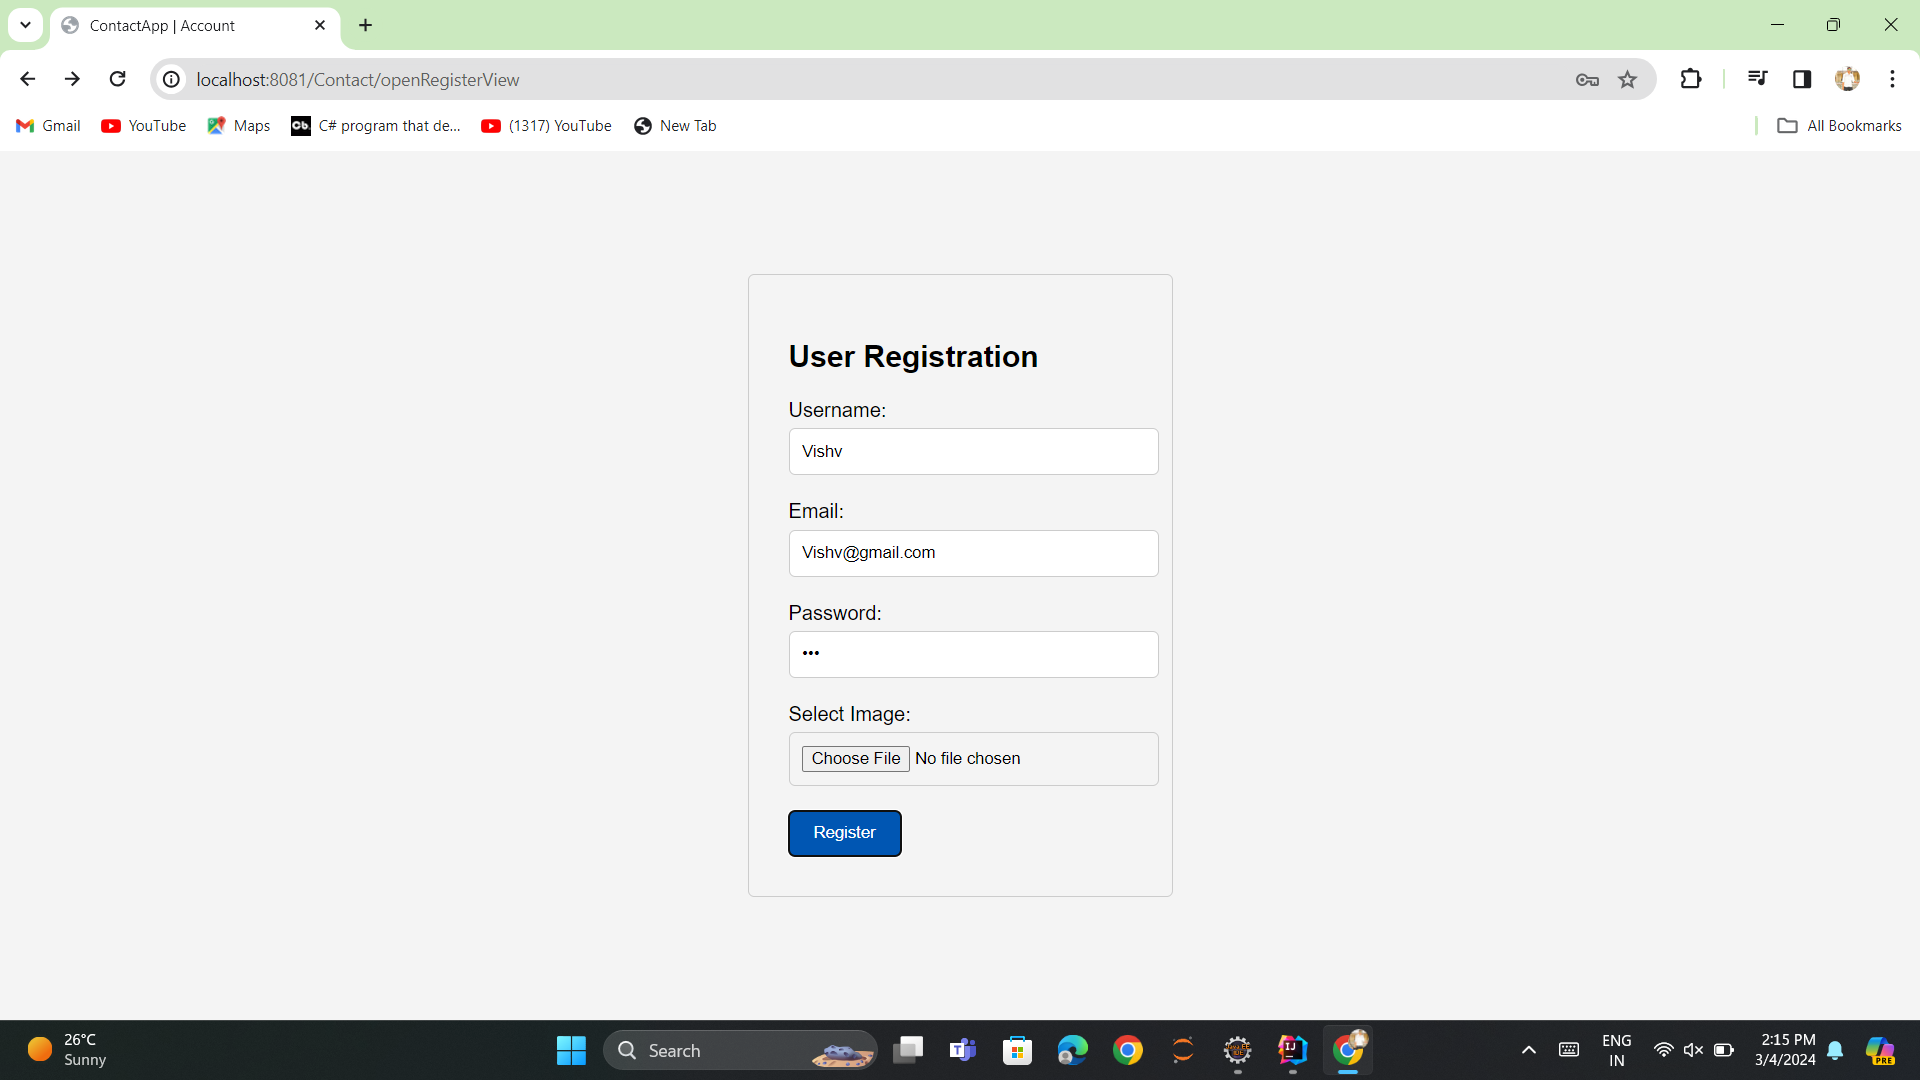 ContactApp | Account
localhost:8081/Contact/openRegisterView
Gmail
YouTube
Maps
Cb.
C# program that de...
(1317) YouTube
New Tab
All Bookmarks
User Registration
Username:
Vishv
Email:
Vishv@gmail.com
Password:
•••
Select Image:
Choose File No file chosen
Register
26°C
Sunny
Search
ENG
IN
2:15 PM
3/4/2024
PRE